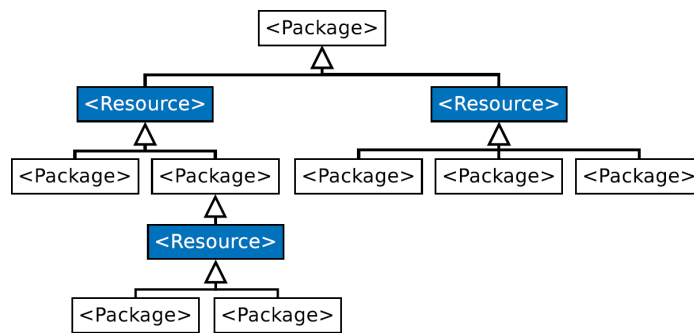 <Package>
<Resource> <Resource>
<Package> <Package> <Package> <Package> <Package>
<Resource>
<Package> <Package>